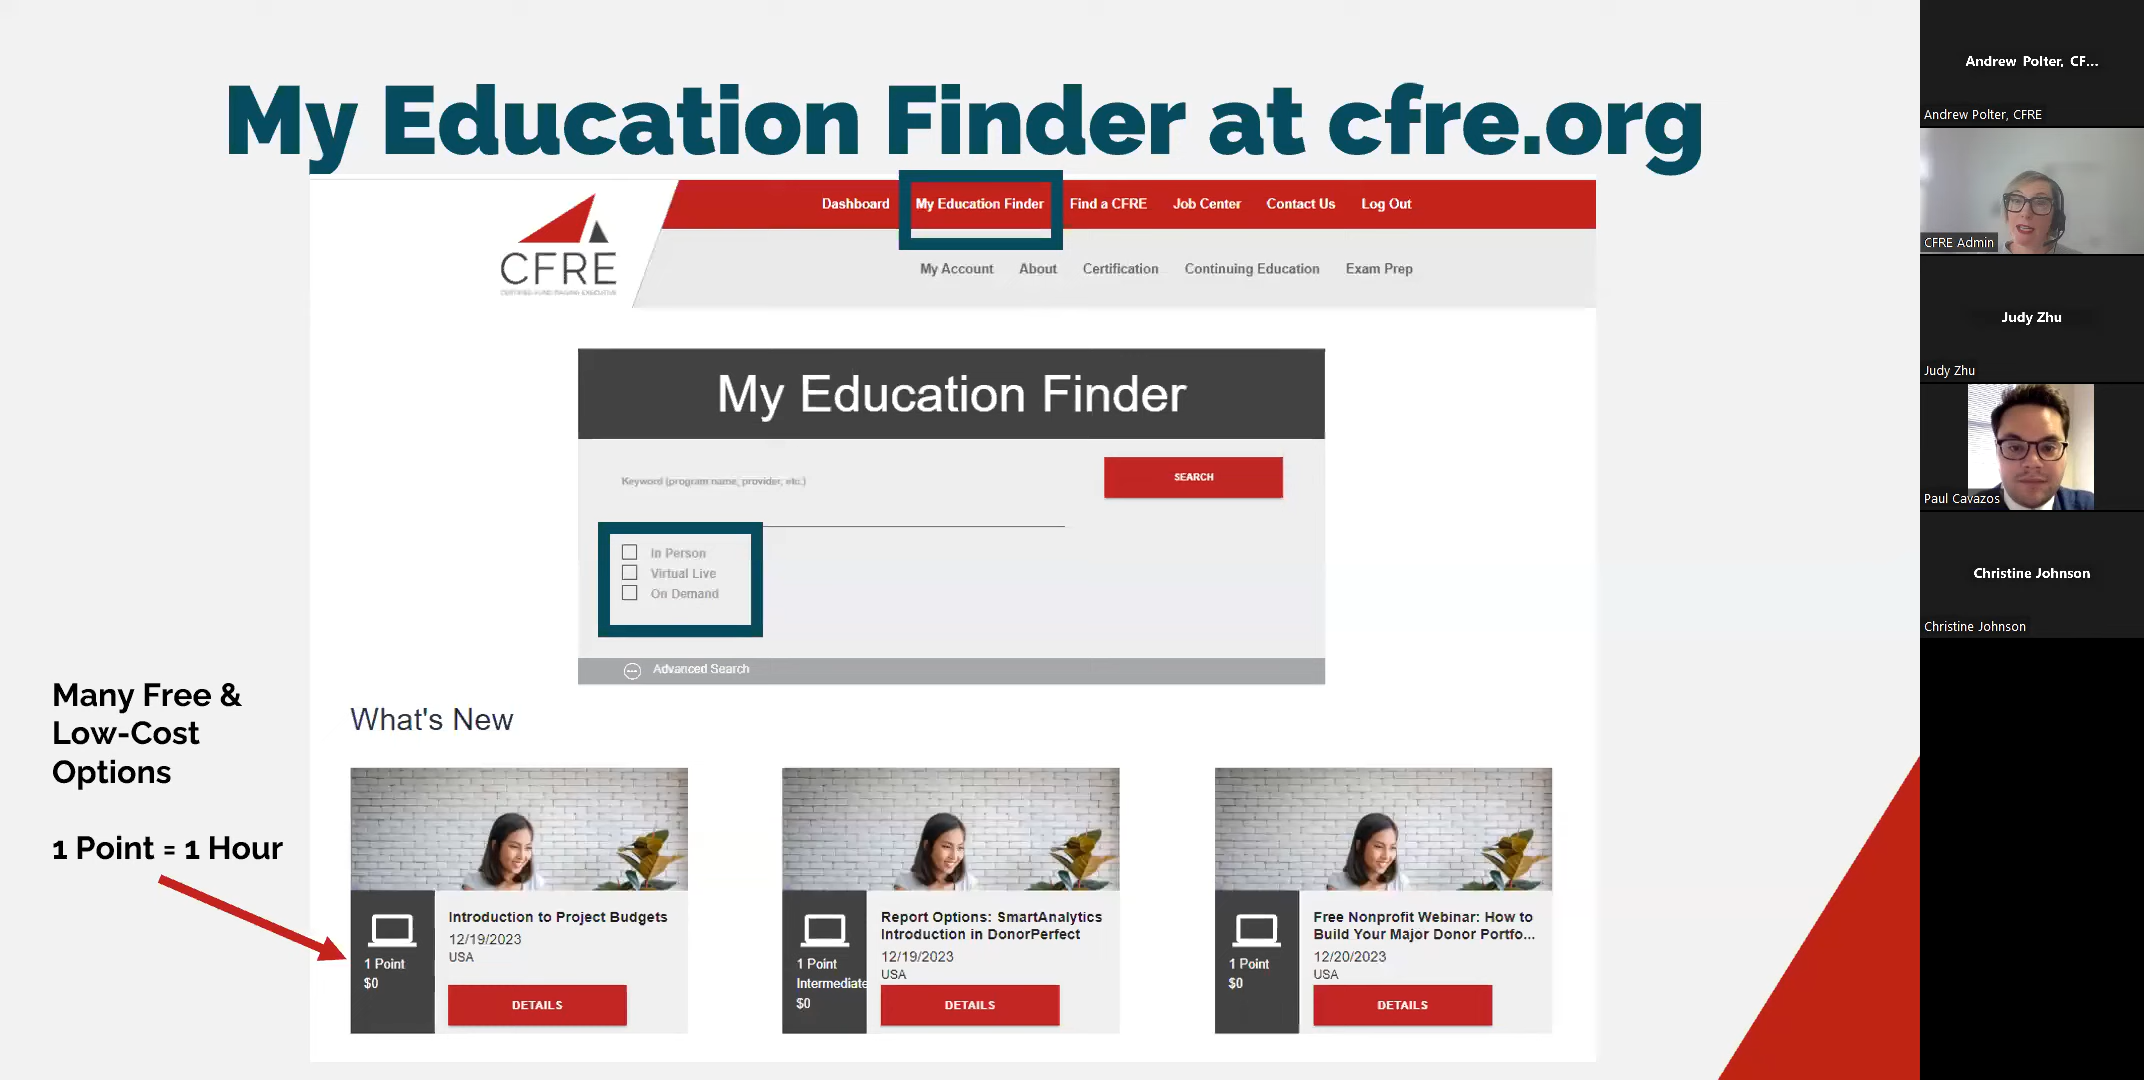 My Education Finder at cfre.org
Dashboard My Education Finder Find a CFRE Job Center Contact Us Log Out
CFRE
CERTIFIED FUND RAISING EXECUTIVE
My Account About Certification Continuing Education Exam Prep
My Education Finder
Keyword (program name, provider, etc.)
SEARCH
In Person
Virtual Live
On Demand
Advanced Search
Many Free &
Low-Cost
Options
1 Point = 1 Hour
What's New
1 Point
$0
Introduction to Project Budgets
12/19/2023
USA
DETAILS
1 Point
Intermediate
$0
Report Options: SmartAnalytics
Introduction in DonorPerfect
12/19/2023
USA
DETAILS
1 Point
$0
Free Nonprofit Webinar: How to
Build Your Major Donor Portfo...
12/20/2023
USA
DETAILS
Andrew Polter, CF...
Andrew Polter, CFRE
CFRE Admin
Judy Zhu
Judy Zhu
Paul Cavazos
Christine Johnson
Christine Johnson